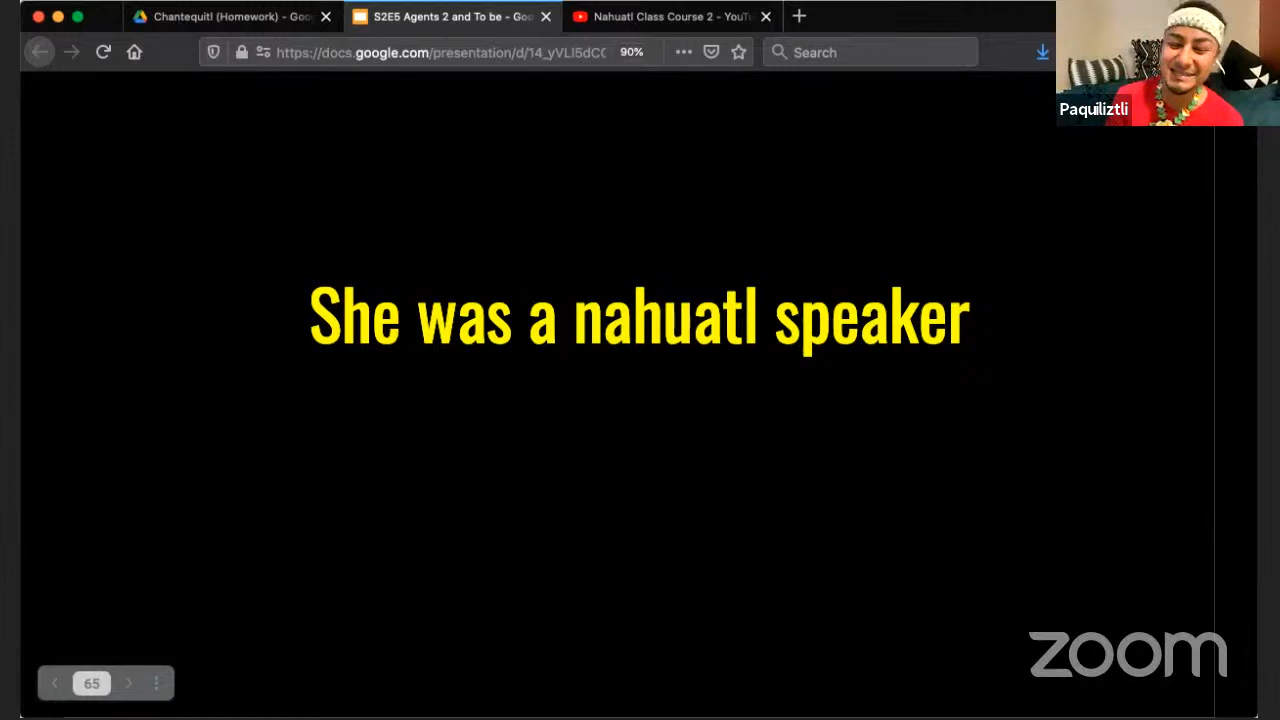 Chantequitl (Homework) - Goo
S2E5 Agents 2 and To be - Goo
Nahuatl Class Course 2 - YouTu
https://docs.google.com/presentation/d/14_yVLI5dC
90%
Search
Paquiliztli
She was a nahuatl speaker
65
zoom